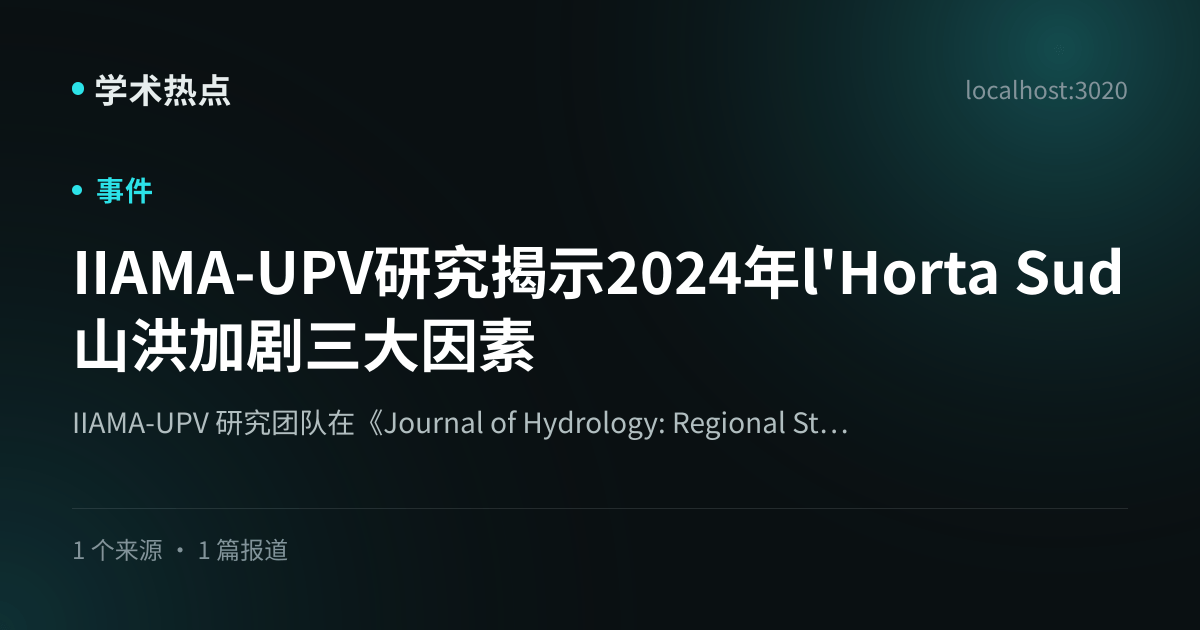 学术热点
localhost:3020
事件
IIAMA-UPV研究揭示2024年l'Horta Sud
山洪加剧三大因素
IIAMA-UPV 研究团队在《Journal of Hydrology: Regional St…
1 个来源 · 1 篇报道